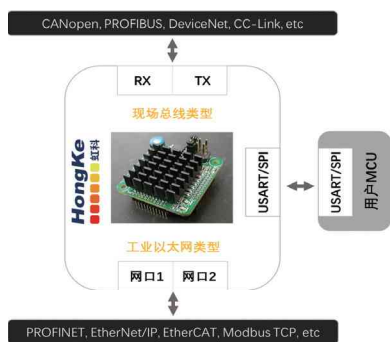 CANopen, PROFIBUS, DeviceNet, CC-Link, etc
RX TX
现场总线类型
HongKe 虹科
USART/SPI
USART/SPI
用户MCU
工业以太网类型
网口1 网口2
PROFINET, EtherNet/IP, EtherCAT, Modbus TCP, etc